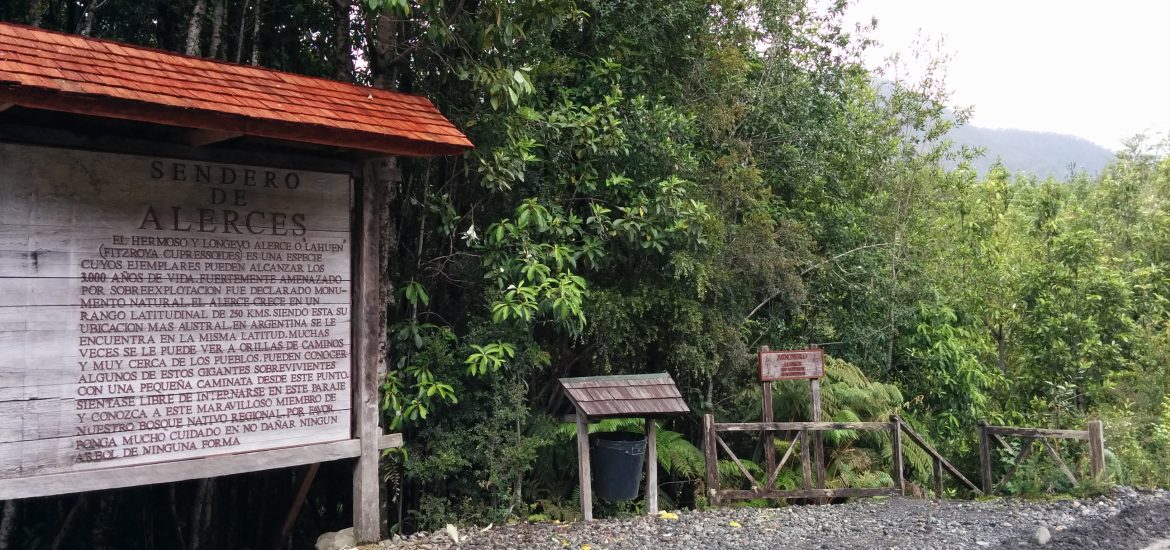 SENDERO
DE
ALERCES
EL HERMOSO Y LONGEVO ALERCE O LAHUEN
(FITZROYA CUPRESSOIDES) ES UNA ESPECIE
CUYOS EJEMPLARES PUEDEN ALCANZAR LOS
3.000 AÑOS DE VIDA. FUERTEMENTE AMENAZADO
POR SOBREEXPLOTACION FUE DECLARADO MONU-
MENTO NATURAL. EL ALERCE CRECE EN UN
RANGO LATITUDINAL DE 250 KMS. SIENDO ESTA SU
UBICACION MAS AUSTRAL. EN ARGENTINA SE LE
ENCUENTRA EN LA MISMA LATITUD. MUCHAS
VECES SE LE PUEDE VER A ORILLAS DE CAMINOS
Y MUY CERCA DE LOS PUEBLOS. PUEDEN CONOCER
ALGUNOS DE ESTOS GIGANTES SOBREVIVIENTES
CON UNA PEQUEÑA CAMINATA DESDE ESTE PUNTO.
SIENTASE LIBRE DE INTERNARSE EN ESTE PARAJE
Y CONOZCA A ESTE MARAVILLOSO MIEMBRO DE
NUESTRO BOSQUE NATIVO REGIONAL. POR FAVOR
PONGA MUCHO CUIDADO EN NO DAÑAR NINGUN
ARBOL DE NINGUNA FORMA
SENDERO